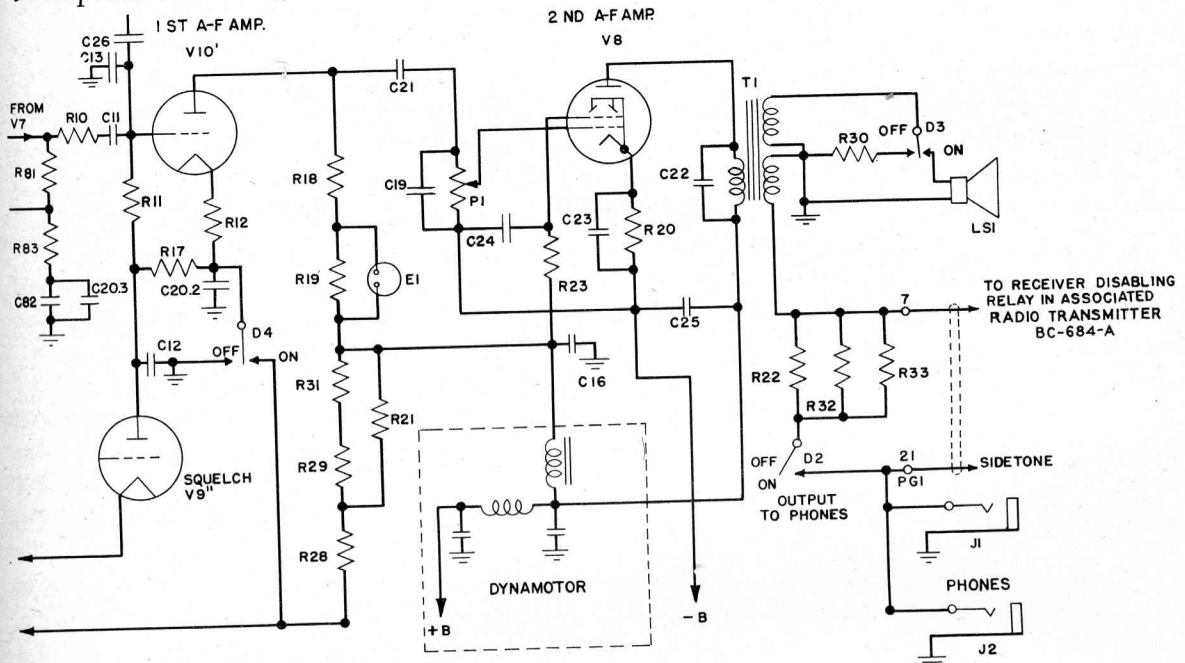 1 ST A-F AMP.
V10'
2 ND A-F AMP.
V8
C26
C13
FROM
V7
R10
C11
R81
R11
R83
R12
R17
C82
C20.3
C20.2
C12
D4
OFF
ON
SQUELCH
V9"
C21
R18
C19
P1
R19
E1
C24
R23
C23
R20
C22
C25
C16
R31
R21
R29
R28
T1
R30
OFF
D3
ON
LS1
TO RECEIVER DISABLING
RELAY IN ASSOCIATED
RADIO TRANSMITTER
BC-684-A
7
R22
R32
R33
OFF
D2
ON
OUTPUT
TO PHONES
21
PG1
SIDETONE
J1
PHONES
J2
DYNAMOTOR
+B
-B